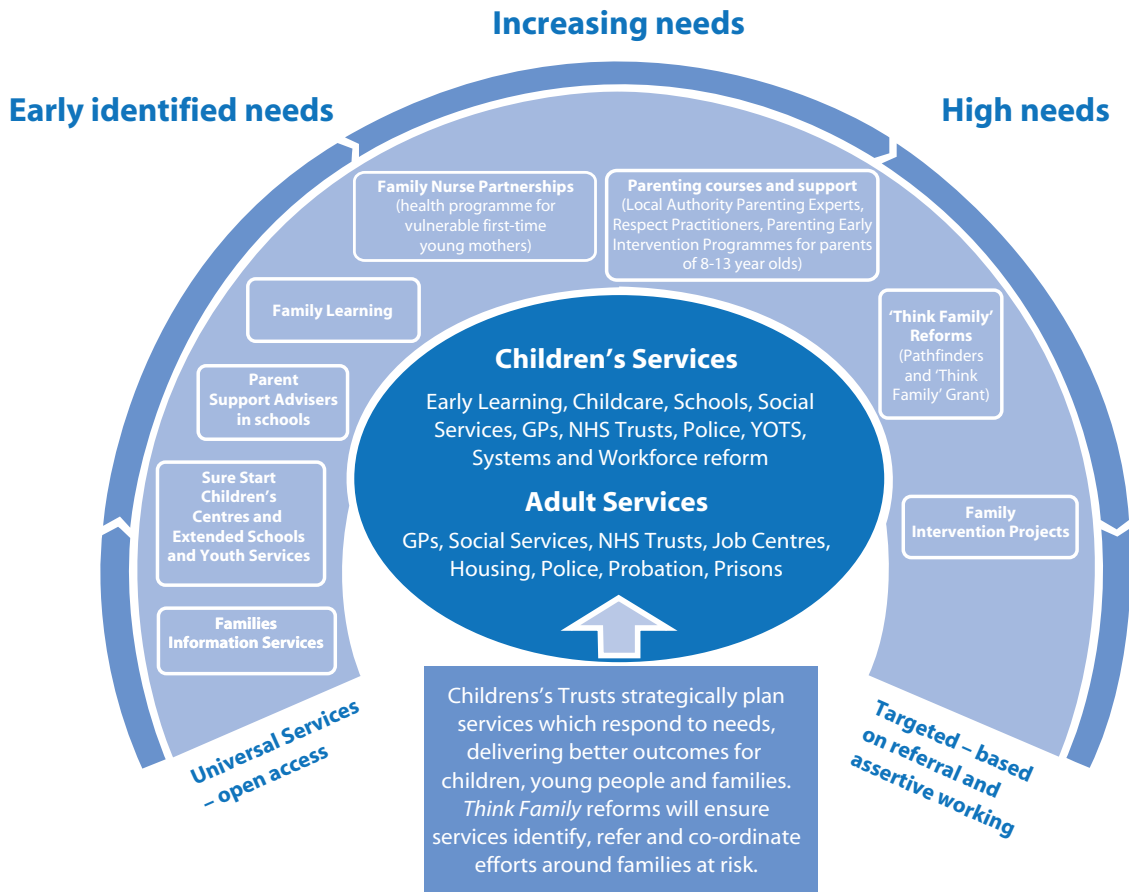 Increasing needs
Early identified needs
High needs
Family Nurse Partnerships
(health programme for
vulnerable first-time
young mothers)
Parenting courses and support
(Local Authority Parenting Experts,
Respect Practitioners, Parenting Early
Intervention Programmes for parents
of 8-13 year olds)
Family Learning
'Think Family'
Reforms
(Pathfinders
and 'Think
Family' Grant)
Parent
Support Advisers
in schools
Sure Start
Children's
Centres and
Extended Schools
and Youth Services
Family
Intervention Projects
Families
Information Services
Children's Services
Early Learning, Childcare, Schools, Social
Services, GPs, NHS Trusts, Police, YOTS,
Systems and Workforce reform
Adult Services
GPs, Social Services, NHS Trusts, Job Centres,
Housing, Police, Probation, Prisons
Universal Services
– open access
Childrens's Trusts strategically plan
services which respond to needs,
delivering better outcomes for
children, young people and families.
Think Family reforms will ensure
services identify, refer and co-ordinate
efforts around families at risk.
Targeted – based
on referral and
assertive working